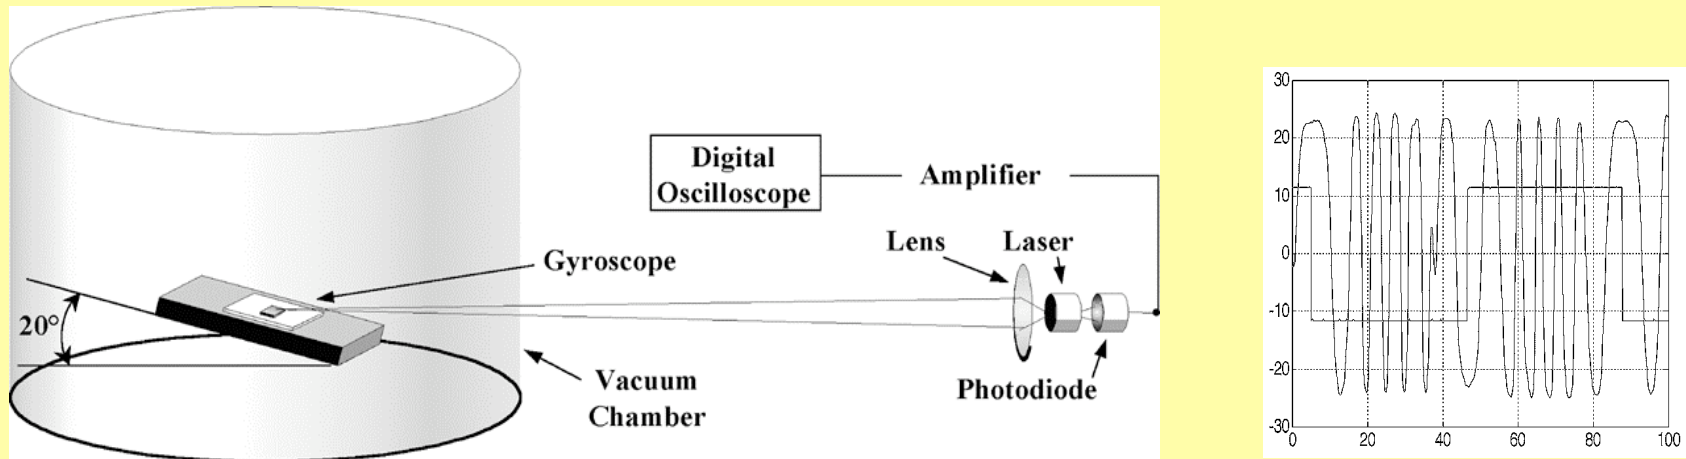 Digital
Oscilloscope
Amplifier
Lens
Laser
Gyroscope
20°
Vacuum
Chamber
Photodiode
30
20
10
0
-10
-20
-30
0 20 40 60 80 100